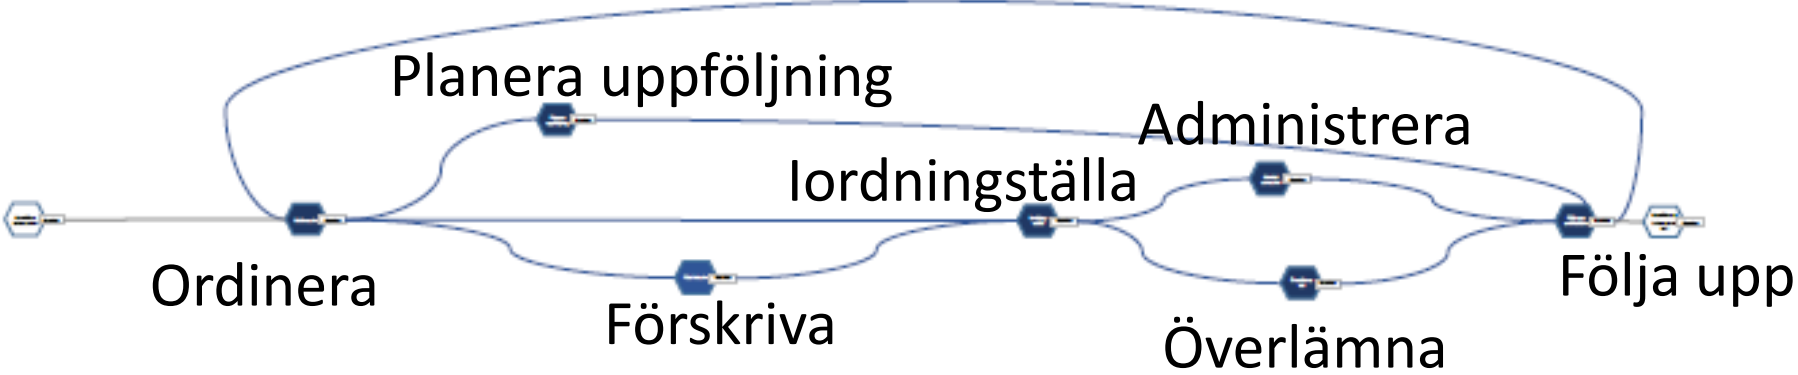 Planera uppföljning
Administrera
Iordningställa
Ordinera
Förskriva
Överlämna
Följa upp